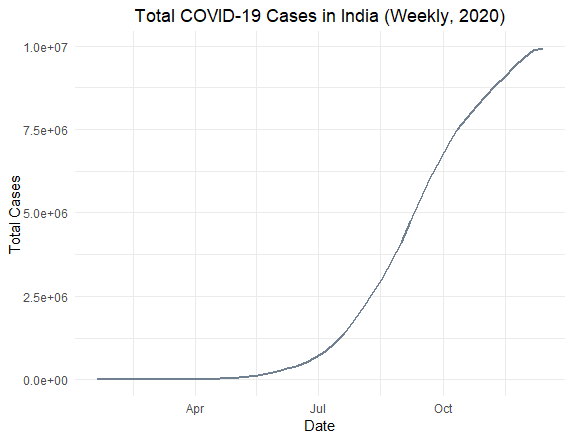 Total COVID-19 Cases in India (Weekly, 2020)
1.0e+07
7.5e+06
5.0e+06
2.5e+06
0.0e+00
Total Cases
Apr Jul Oct
Date